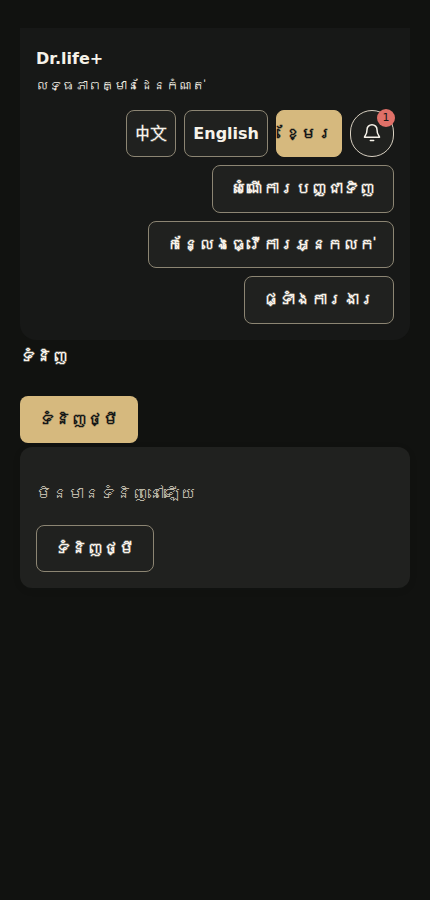 Dr.life+
លទ្ធភាពគ្មានដែនកំណត់
中文 English ខ្មែរ 1
សំណើការបញ្ជាទិញ
កន្លែងធ្វើការអ្នកលក់
ផ្ទាំងការងារ
ទំនិញ
ទំនិញថ្មី
មិនមានទំនិញនៅឡើយ
ទំនិញថ្មី